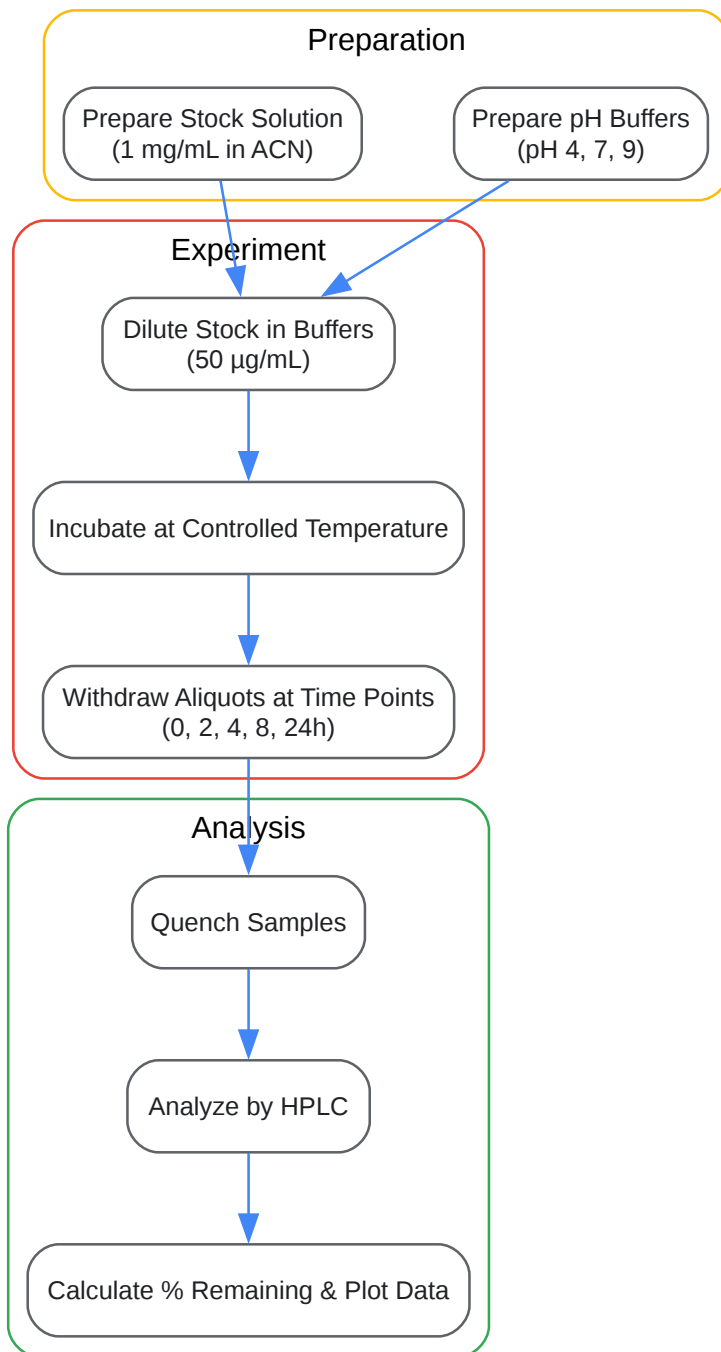 Preparation
Prepare Stock Solution
(1 mg/mL in ACN)
Prepare pH Buffers
(pH 4, 7, 9)
Experiment
Dilute Stock in Buffers
(50 µg/mL)
Incubate at Controlled Temperature
Withdraw Aliquots at Time Points
(0, 2, 4, 8, 24h)
Analysis
Quench Samples
Analyze by HPLC
Calculate % Remaining & Plot Data